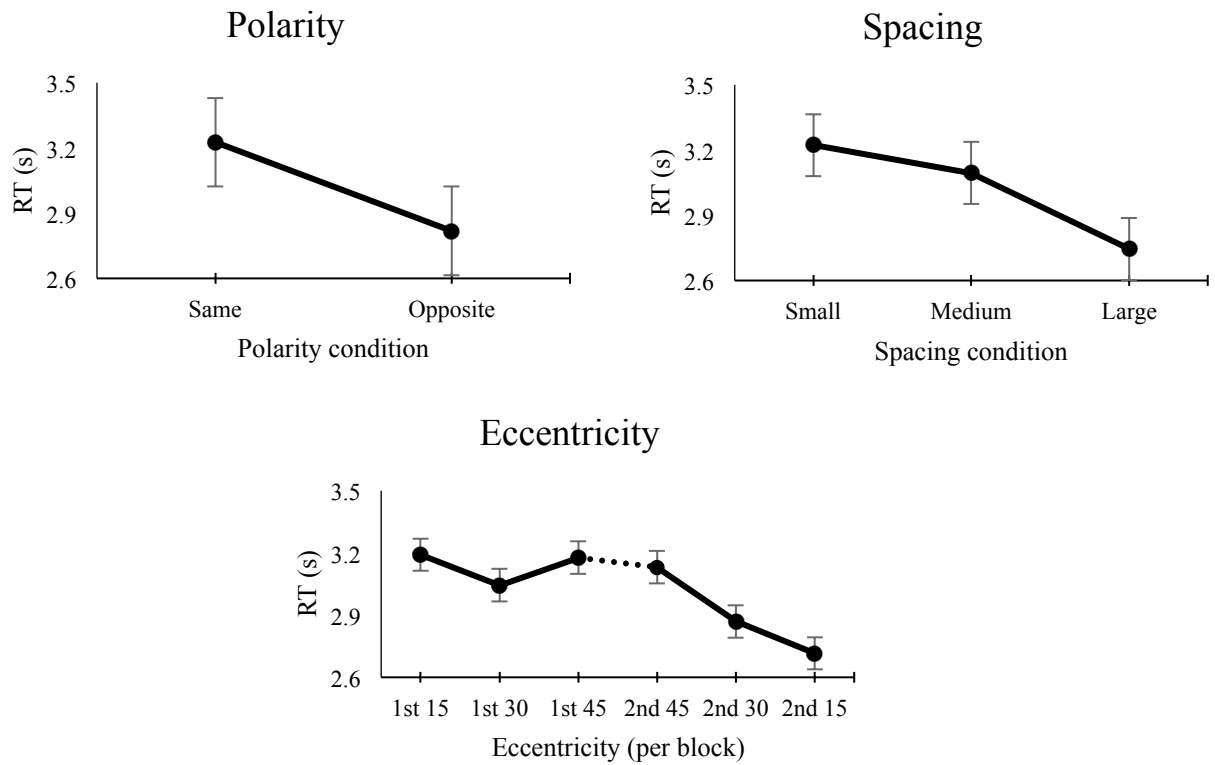 Polarity
3.5
3.2
2.9
2.6
RT (s)
Same Opposite
Polarity condition
Spacing
3.5
3.2
2.9
2.6
RT (s)
Small Medium Large
Spacing condition
Eccentricity
3.5
3.2
2.9
2.6
RT (s)
1st 15 1st 30 1st 45 2nd 45 2nd 30 2nd 15
Eccentricity (per block)